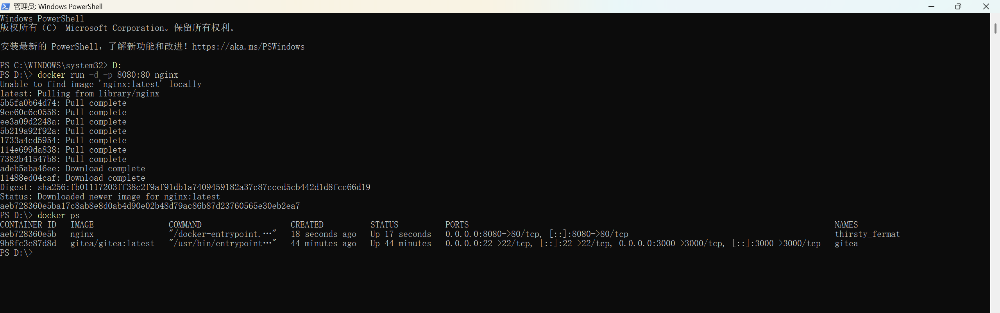 管理员: Windows PowerShell
Windows PowerShell
版权所有（C） Microsoft Corporation。保留所有权利。
安装最新的 PowerShell，了解新功能和改进！https://aka.ms/PSWindows
PS C:\WINDOWS\system32> D:
PS D:\> docker run -d -p 8080:80 nginx
Unable to find image 'nginx:latest' locally
latest: Pulling from library/nginx
5b5fa0b64d74: Pull complete
9ee60c6c0558: Pull complete
ee3a09d2248a: Pull complete
5b219a92f92a: Pull complete
1733a4cd5954: Pull complete
114e699da838: Pull complete
7382b41547b8: Pull complete
adeb5aba46ee: Download complete
11488ed04caf: Download complete
Digest: sha256:fb01117203ff38c2f9af91db1a7409459182a37c87cced5cb442d1d8fcc66d19
Status: Downloaded newer image for nginx:latest
aeb728360e5ba17c8ab8e8d0ab4d90e02b48d79ac86b87d23760565e30eb2ea7
PS D:\> docker ps
CONTAINER ID   IMAGE                COMMAND                   CREATED          STATUS          PORTS                                                                              NAMES
aeb728360e5b   nginx                "/docker-entrypoint.…"   18 seconds ago   Up 17 seconds   0.0.0.0:8080->80/tcp, [::]:8080->80/tcp                                            thirsty_fermat
9b8fc3e87d8d   gitea/gitea:latest   "/usr/bin/entrypoint…"   44 minutes ago   Up 44 minutes   0.0.0.0:22->22/tcp, [::]:22->22/tcp, 0.0.0.0:3000->3000/tcp, [::]:3000->3000/tcp   gitea
PS D:\>